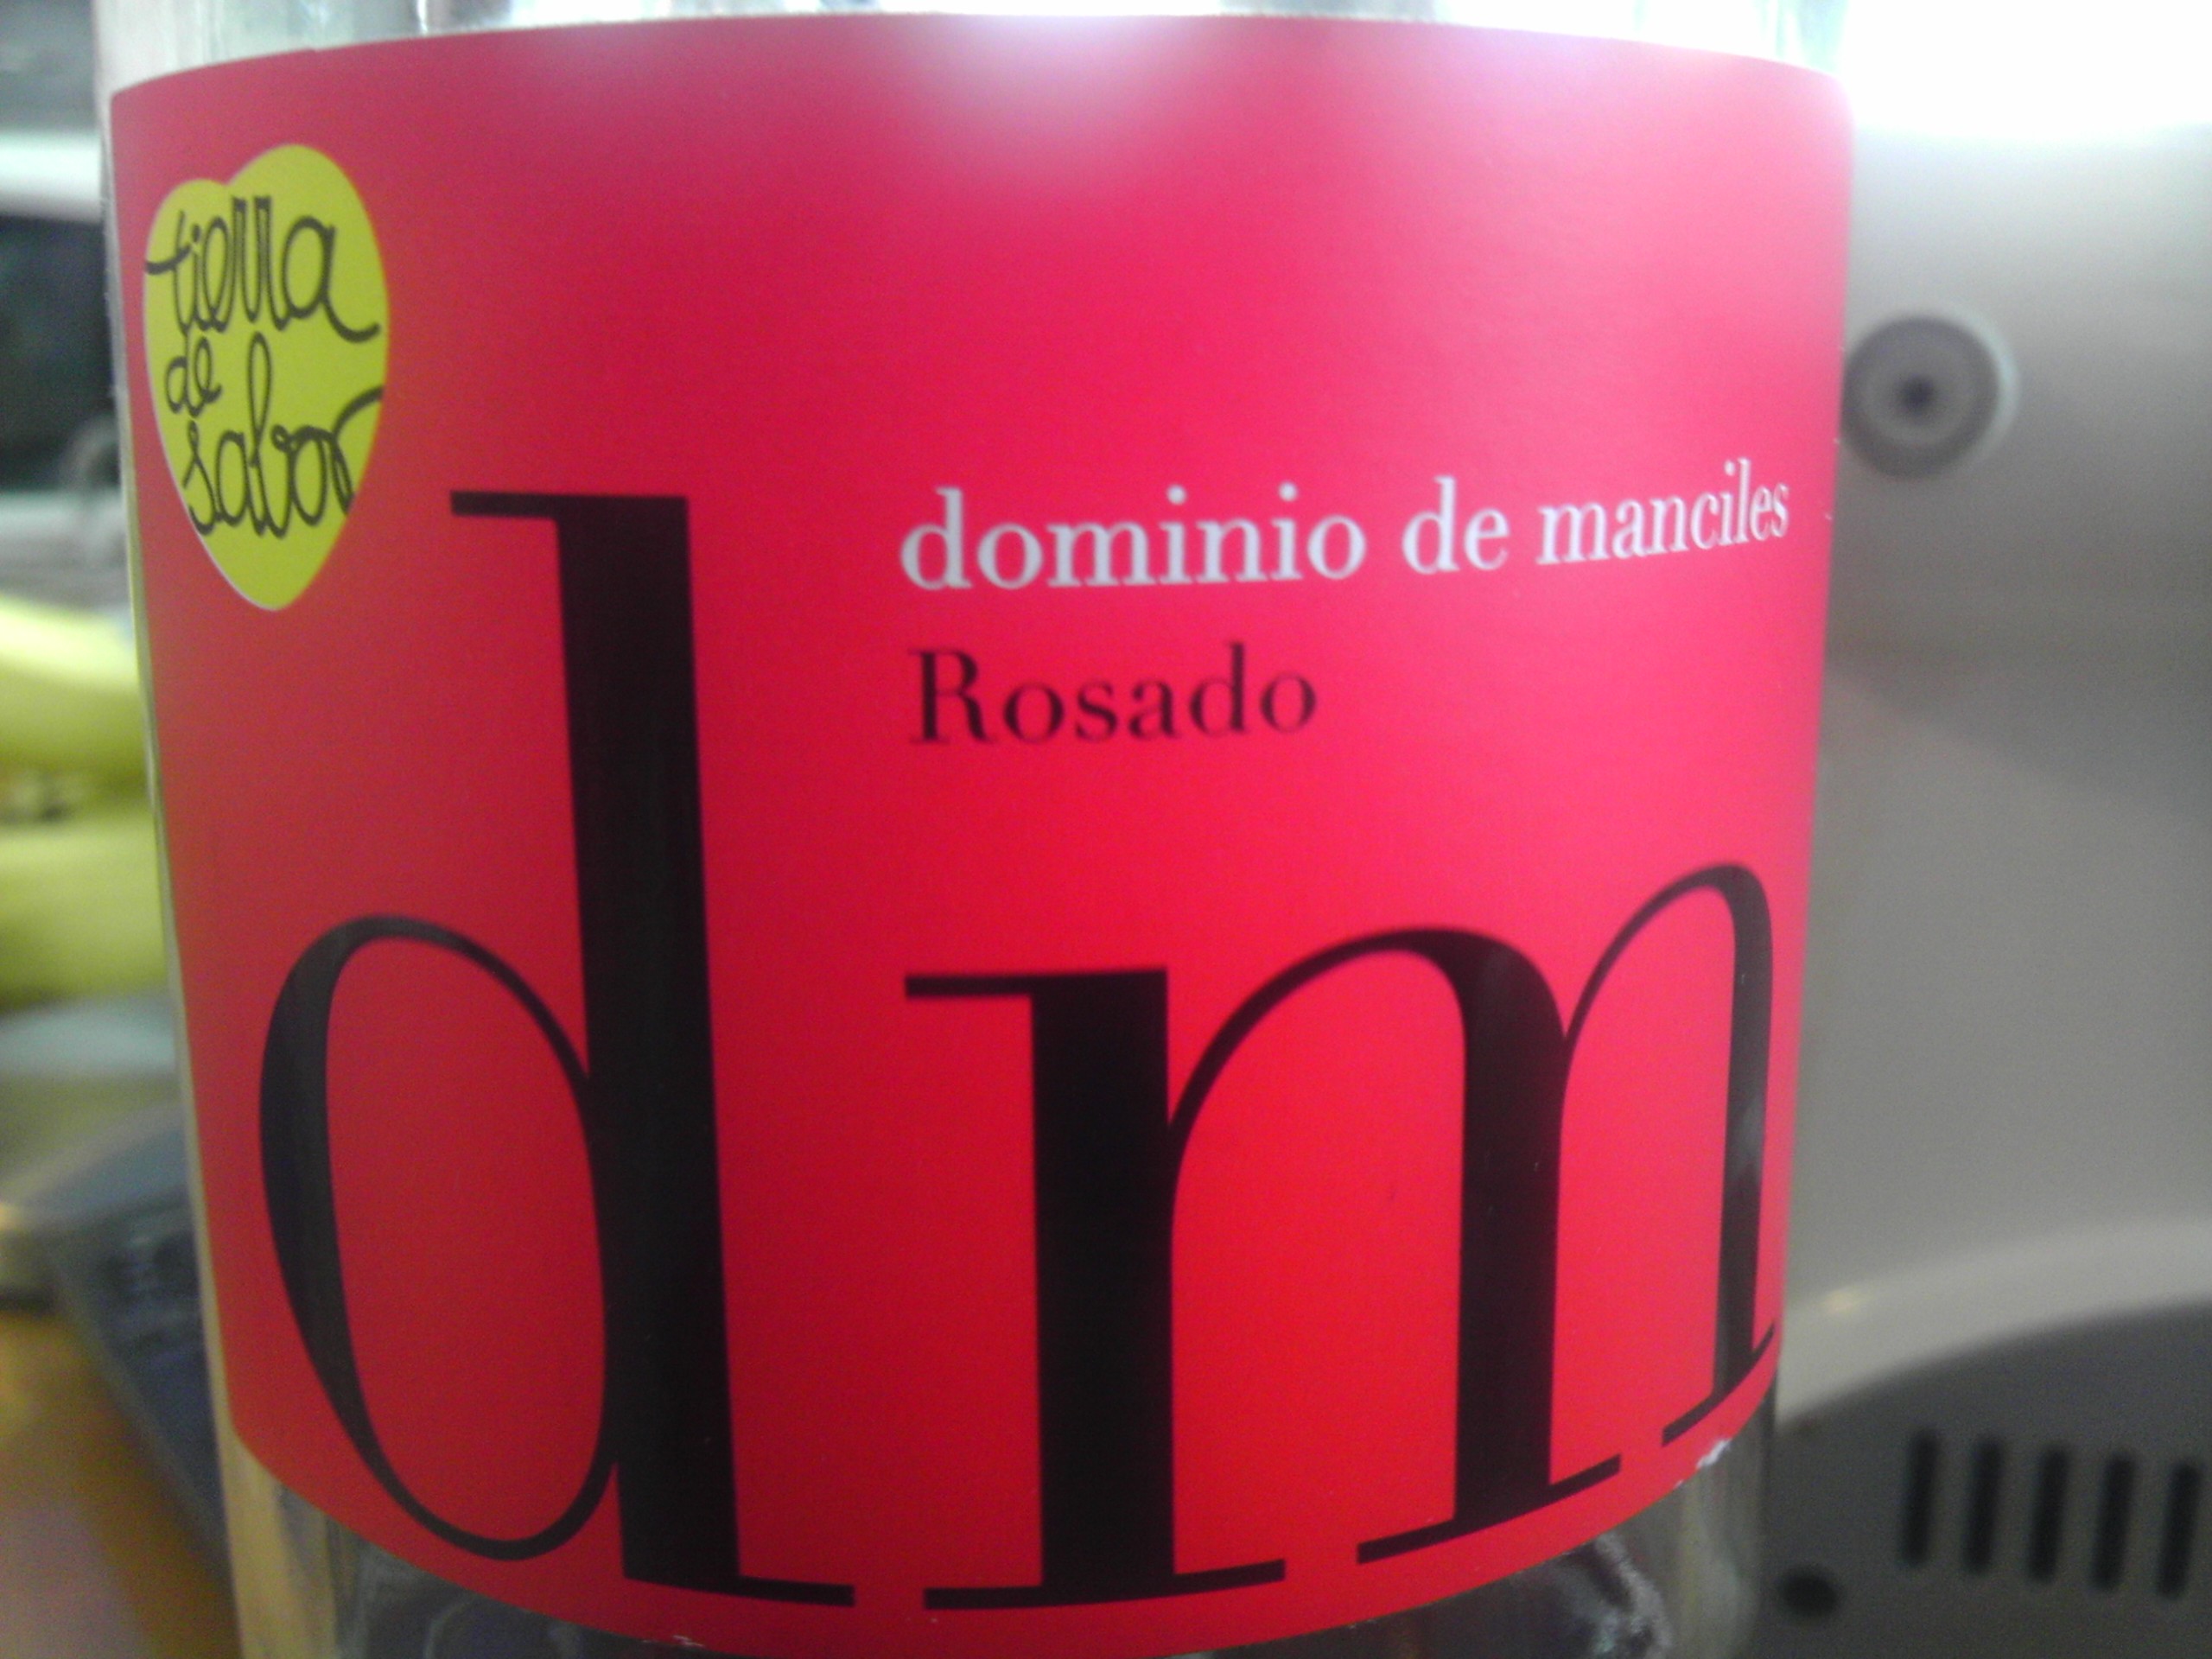 tierra
de
sabor
dominio de manciles
Rosado
dm